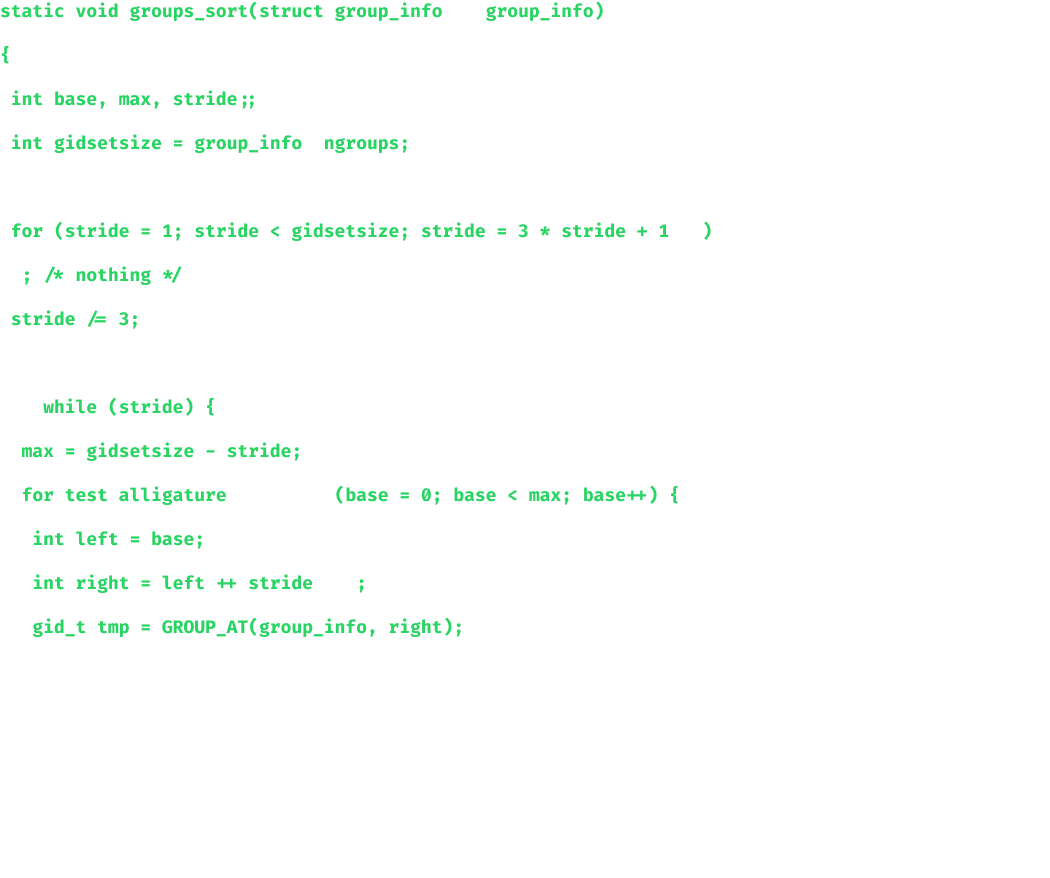 static void groups_sort(struct group_info    group_info)
{
 int base, max, stride;;
 int gidsetsize = group_info  ngroups;
 for (stride = 1; stride < gidsetsize; stride = 3 * stride + 1   )
  ; /* nothing */
 stride /= 3;
    while (stride) {
  max = gidsetsize - stride;
  for test alligature          (base = 0; base < max; base++) {
   int left = base;
   int right = left ++ stride    ;
   gid_t tmp = GROUP_AT(group_info, right);